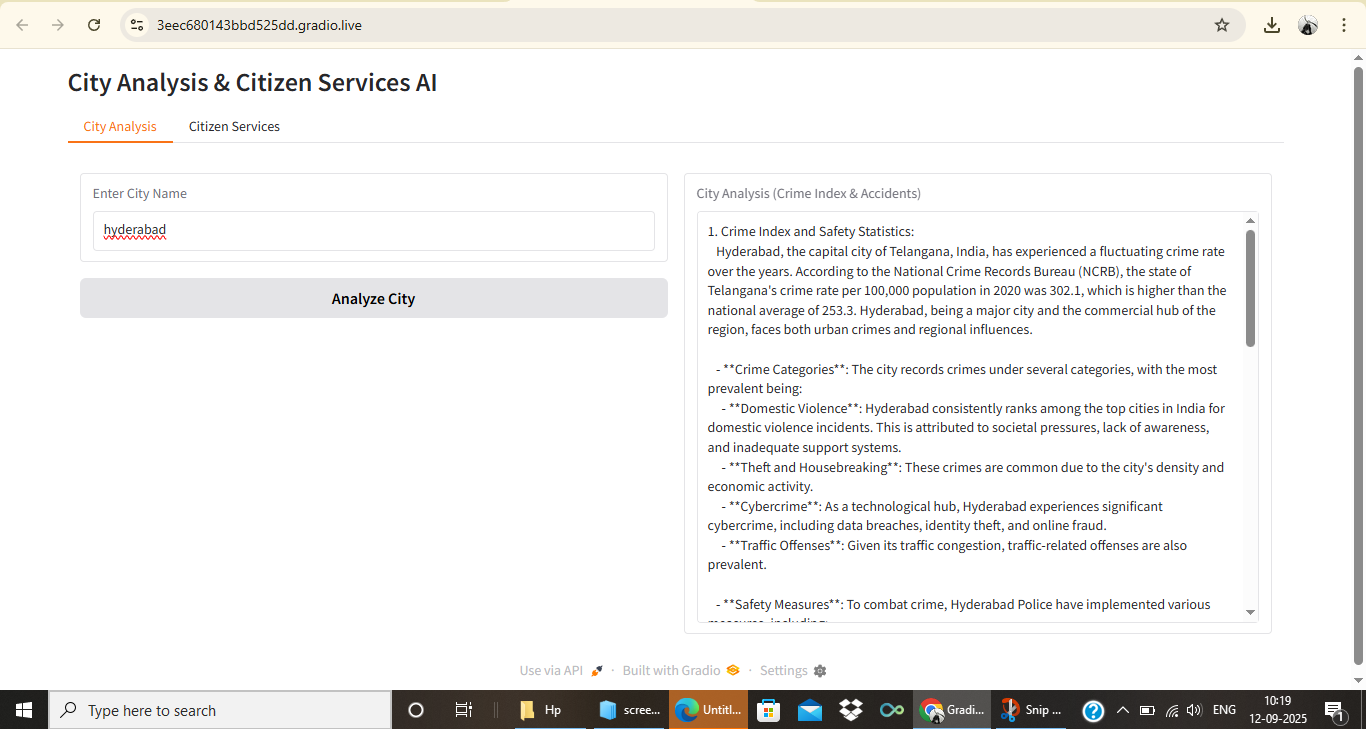 3eec680143bbd525dd.gradio.live
City Analysis & Citizen Services AI
City Analysis
Citizen Services
Enter City Name
hyderabad
Analyze City
City Analysis (Crime Index & Accidents)
1. Crime Index and Safety Statistics:
Hyderabad, the capital city of Telangana, India, has experienced a fluctuating crime rate
over the years. According to the National Crime Records Bureau (NCRB), the state of
Telangana's crime rate per 100,000 population in 2020 was 302.1, which is higher than the
national average of 253.3. Hyderabad, being a major city and the commercial hub of the
region, faces both urban crimes and regional influences.
- **Crime Categories**: The city records crimes under several categories, with the most
prevalent being:
- **Domestic Violence**: Hyderabad consistently ranks among the top cities in India for
domestic violence incidents. This is attributed to societal pressures, lack of awareness,
and inadequate support systems.
- **Theft and Housebreaking**: These crimes are common due to the city's density and
economic activity.
- **Cybercrime**: As a technological hub, Hyderabad experiences significant
cybercrime, including data breaches, identity theft, and online fraud.
- **Traffic Offenses**: Given its traffic congestion, traffic-related offenses are also
prevalent.
- **Safety Measures**: To combat crime, Hyderabad Police have implemented various
measures, including:
Use via API · Built with Gradio · Settings
Type here to search
Hp
scree...
Untitl...
Gradi...
Snip ...
ENG
10:19
12-09-2025
1